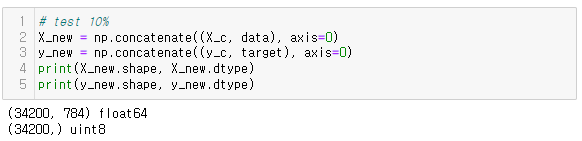 1 # test 10%
2 X_new = np.concatenate((X_c, data), axis=0)
3 y_new = np.concatenate((y_c, target), axis=0)
4 print(X_new.shape, X_new.dtype)
5 print(y_new.shape, y_new.dtype)
(34200, 784) float64
(34200,) uint8